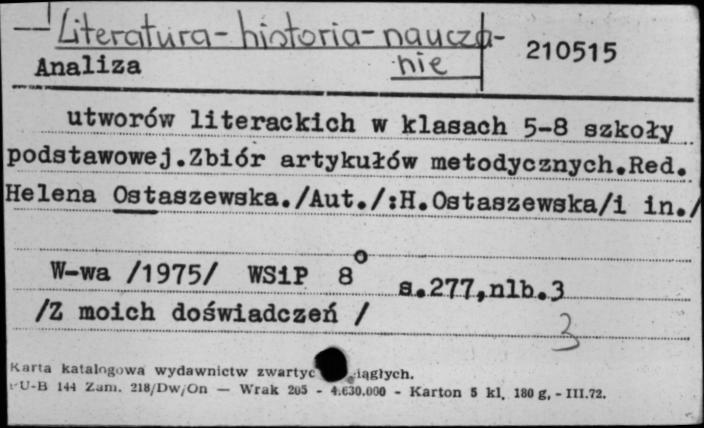 Literatura-historia-naucza-
nie
210515
Analiza
utworów literackich w klasach 5-8 szkoły
podstawowej.Zbiór artykułów metodycznych.Red.
Helena Ostaszewska./Aut./:H.Ostaszewska/i in./
W-wa /1975/ WSiP 8° s.277,nlb.3
/Z moich doświadczeń /
3
Karta katalogowa wydawnictw zwartyc iągłych.
U-B 144 Zam. 218/Dw/On — Wrak 205 - 4.630.000 - Karton 5 kl. 180 g, - III.72.